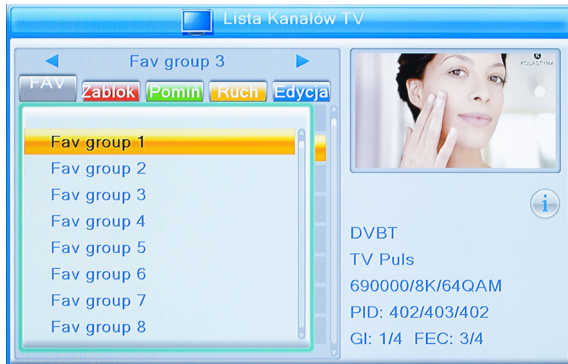 Lista Kanałów TV
Fav group 3
FAV Zablok Pomiń Ruch Edycja
Fav group 1
Fav group 2
Fav group 3
Fav group 4
Fav group 5
Fav group 6
Fav group 7
Fav group 8
KOLASTYNA
i
DVBT
TV Puls
690000/8K/64QAM
PID: 402/403/402
GI: 1/4 FEC: 3/4